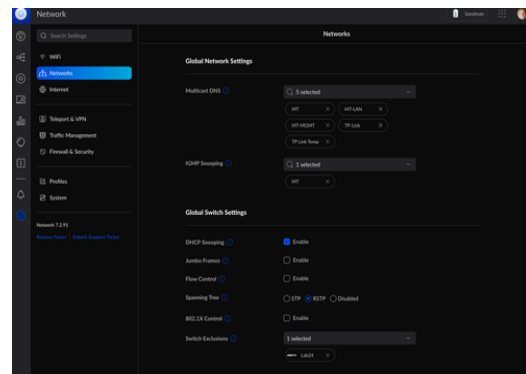 Network
Sandman
Search Settings
Networks
WiFi
Networks
Internet
Teleport & VPN
Traffic Management
Firewall & Security
Profiles
System
Network 7.2.95
Release Notes | Submit Support Ticket
Global Network Settings
Multicast DNS
5 selected
MT X
MT-LAN X
MT-MGMT X
TP-Link X
TP Link Temp X
IGMP Snooping
1 selected
MT X
Global Switch Settings
DHCP Snooping
Enable
Jumbo Frames
Enable
Flow Control
Enable
Spanning Tree
STP RSTP Disabled
802.1X Control
Enable
Switch Exclusions
1 selected
Lab24 X